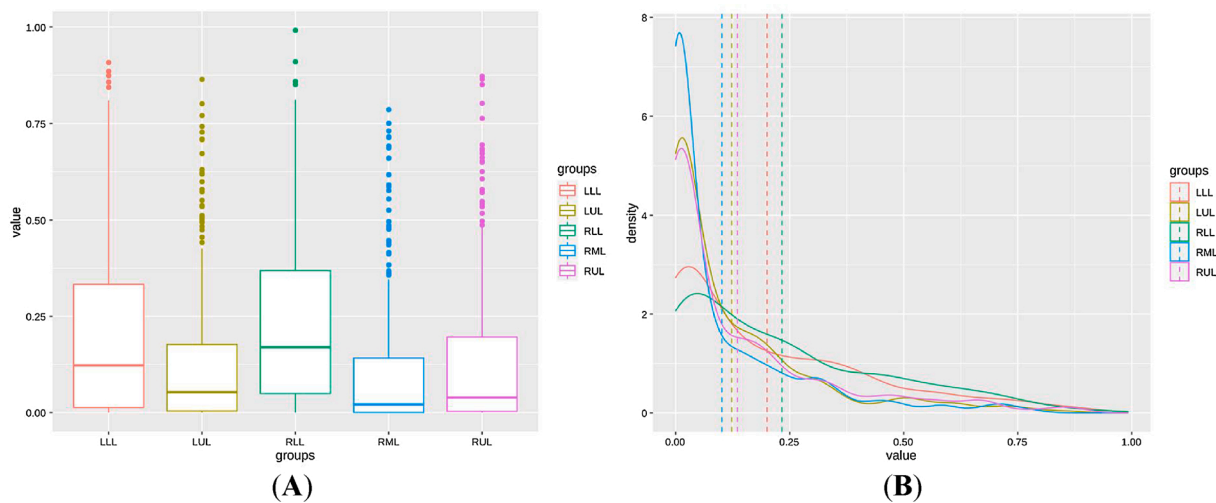 1.00
0.75
0.50
0.25
0.00
value
LLL LUL RLL RML RUL
groups
groups
LLL
LUL
RLL
RML
RUL
(A)
8
6
4
2
0
density
0.00 0.25 0.50 0.75 1.00
value
groups
LLL
LUL
RLL
RML
RUL
(B)